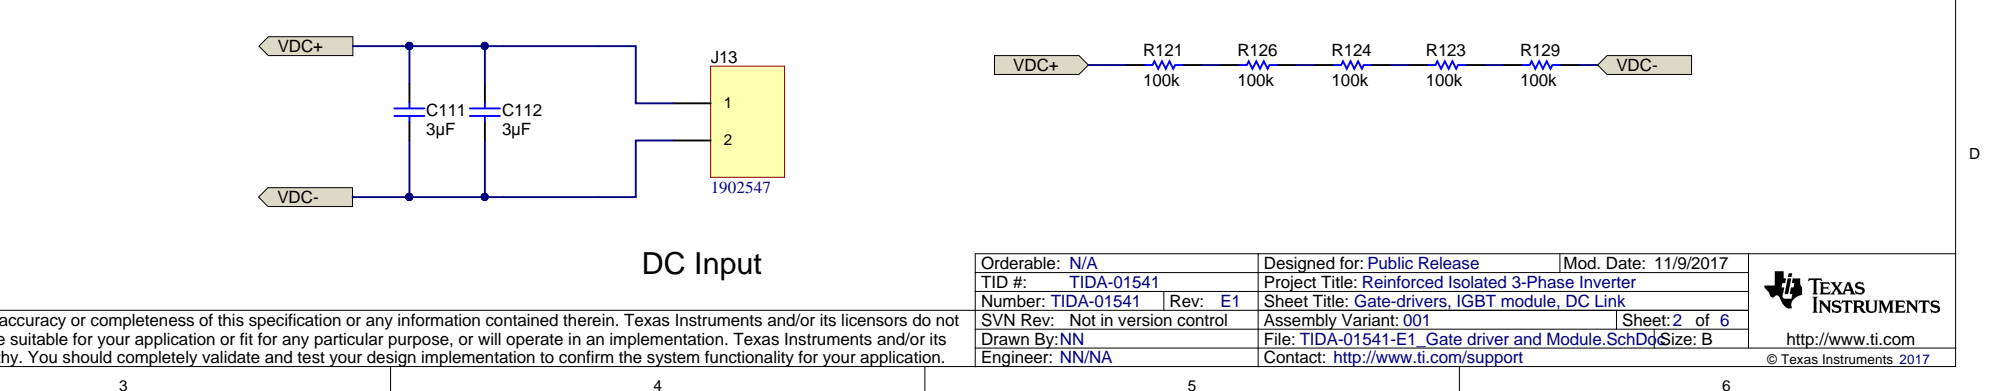 VDC+
J13
C111
3µF
C112
3µF
1
2
VDC-
1902547
DC Input
VDC+
R121
100k
R126
100k
R124
100k
R123
100k
R129
100k
VDC-
D
accuracy or completeness of this specification or any information contained therein. Texas Instruments and/or its licensors do not
suitable for your application or fit for any particular purpose, or will operate in an implementation. Texas Instruments and/or its
You should completely validate and test your design implementation to confirm the system functionality for your application.
Orderable: N/A Designed for: Public Release Mod. Date: 11/9/2017
TID #: TIDA-01541 Project Title: Reinforced Isolated 3-Phase Inverter
Number: TIDA-01541 Rev: E1 Sheet Title: Gate-drivers, IGBT module, DC Link
SVN Rev: Not in version control Assembly Variant: 001 Sheet: 2 of 6
Drawn By: NN File: TIDA-01541-E1_Gate driver and Module.SchDoc Size: B
Engineer: NN/NA Contact: http://www.ti.com/support
TEXAS
INSTRUMENTS
http://www.ti.com
© Texas Instruments 2017
3 4 5 6